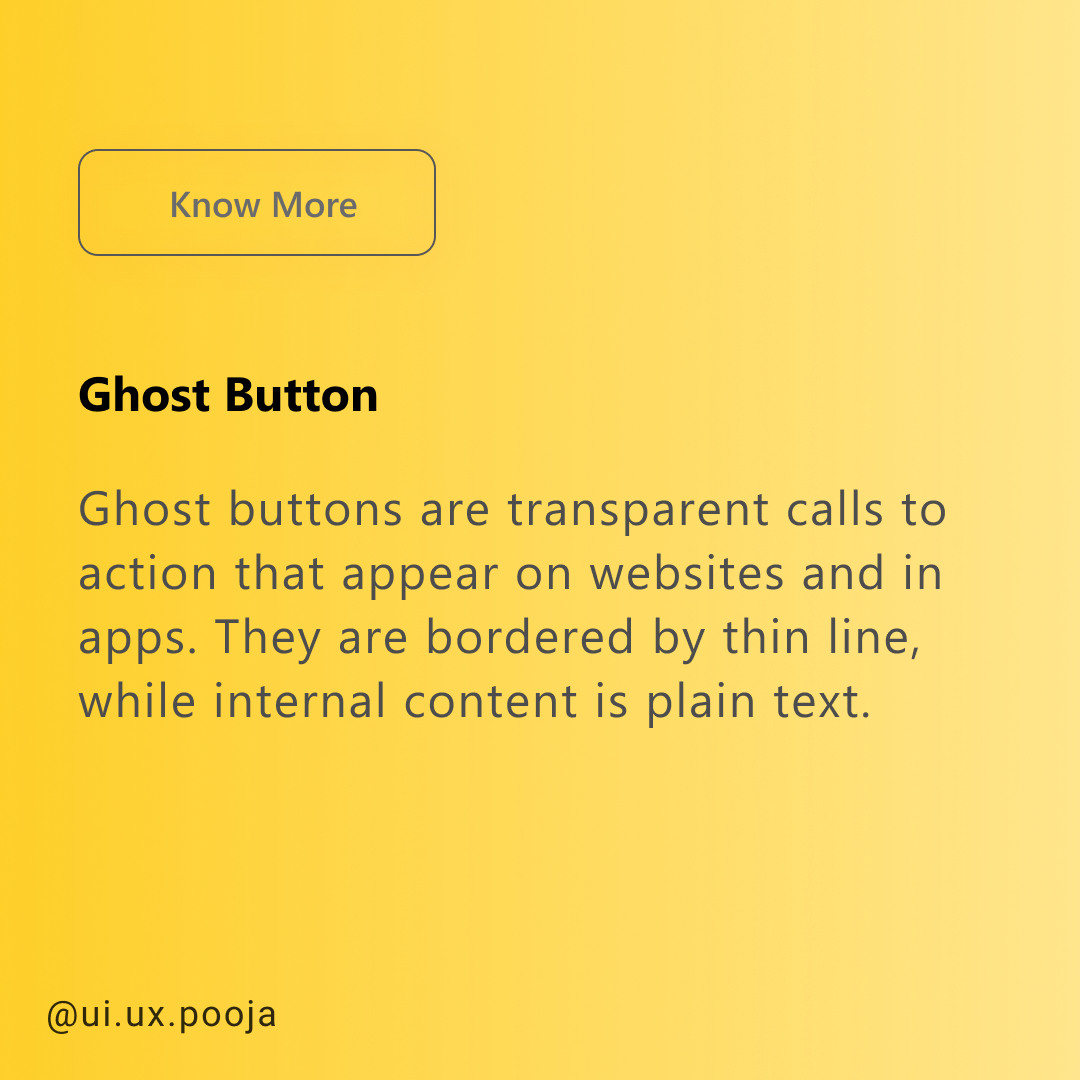 Know More
Ghost Button
Ghost buttons are transparent calls to
action that appear on websites and in
apps. They are bordered by thin line,
while internal content is plain text.
@ui.ux.pooja